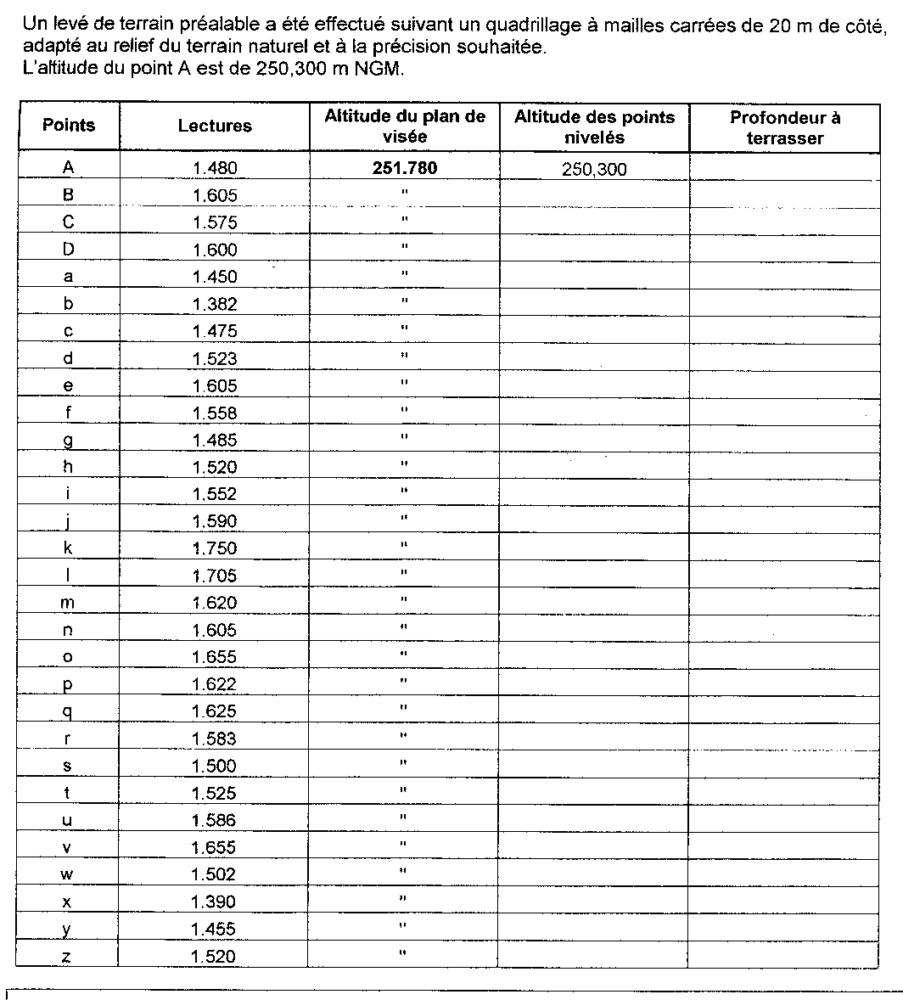 Un levé de terrain préalable a été effectué suivant un quadrillage à mailles carrées de 20 m de côté,
adapté au relief du terrain naturel et à la précision souhaitée.
L'altitude du point A est de 250,300 m NGM.
Points Lectures Altitude du plan de visée Altitude des points nivelés Profondeur à terrasser
A 1.480 251.780 250,300
B 1.605 "
C 1.575 "
D 1.600 "
a 1.450 "
b 1.382 "
c 1.475 "
d 1.523 "
e 1.605 "
f 1.558 "
g 1.485 "
h 1.520 "
i 1.552 "
j 1.590 "
k 1.750 "
l 1.705 "
m 1.620 "
n 1.605 "
o 1.655 "
p 1.622 "
q 1.625 "
r 1.583 "
s 1.500 "
t 1.525 "
u 1.586 "
v 1.655 "
w 1.502 "
x 1.390 "
y 1.455 "
z 1.520 "